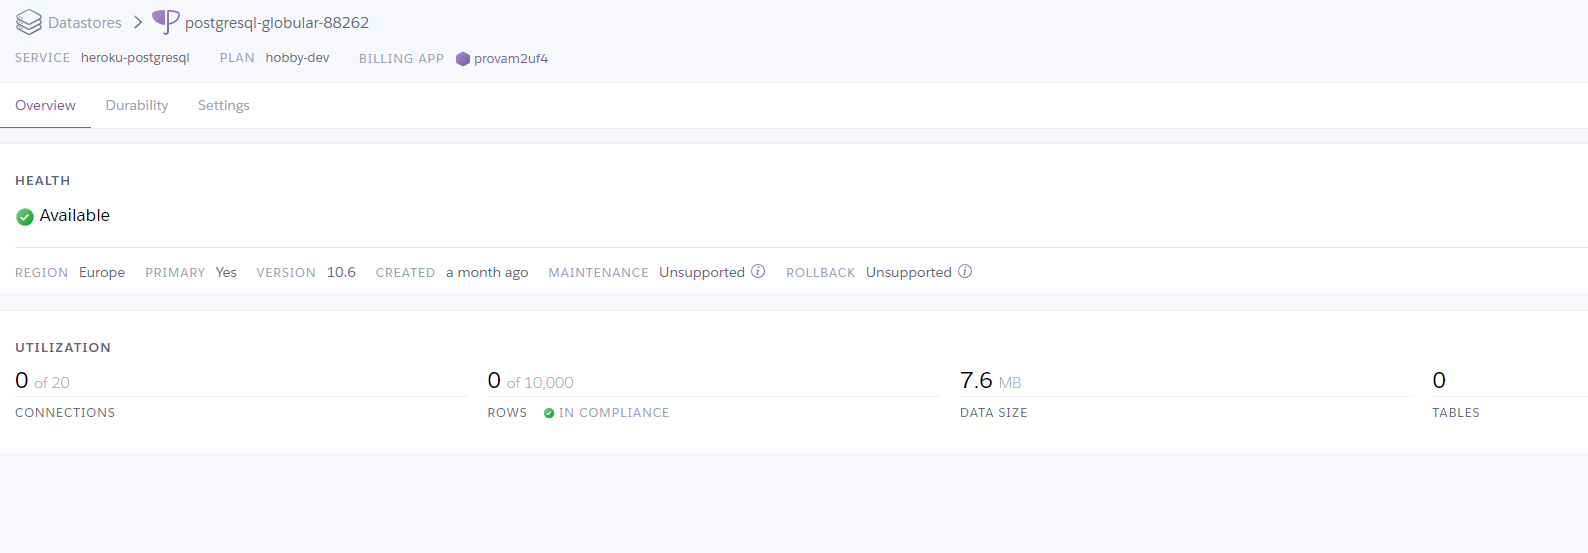 Datastores > postgresql-globular-88262
SERVICE heroku-postgresql PLAN hobby-dev BILLING APP provam2uf4
Overview Durability Settings
HEALTH
Available
REGION Europe PRIMARY Yes VERSION 10.6 CREATED a month ago MAINTENANCE Unsupported ROLLBACK Unsupported
UTILIZATION
0 of 20 0 of 10,000 7.6 MB 0
CONNECTIONS ROWS IN COMPLIANCE DATA SIZE TABLES